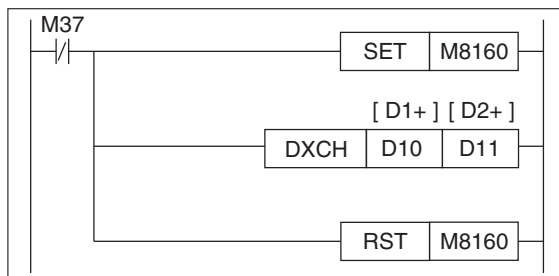 M37
SET M8160
[ D1+ ] [ D2+ ]
DXCH D10 D11
RST M8160